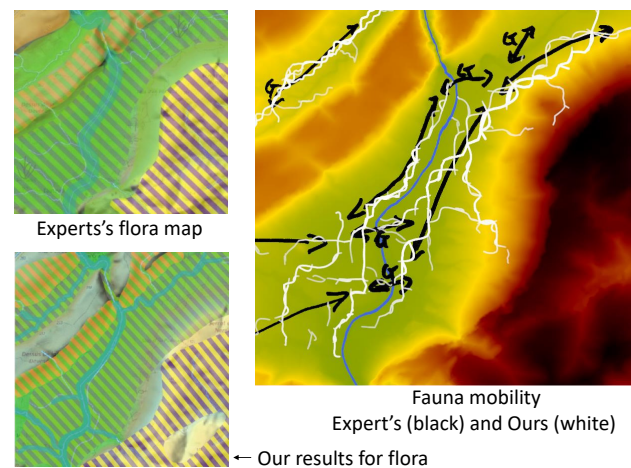 Experts's flora map
Fauna mobility
Expert's (black) and Ours (white)
← Our results for flora